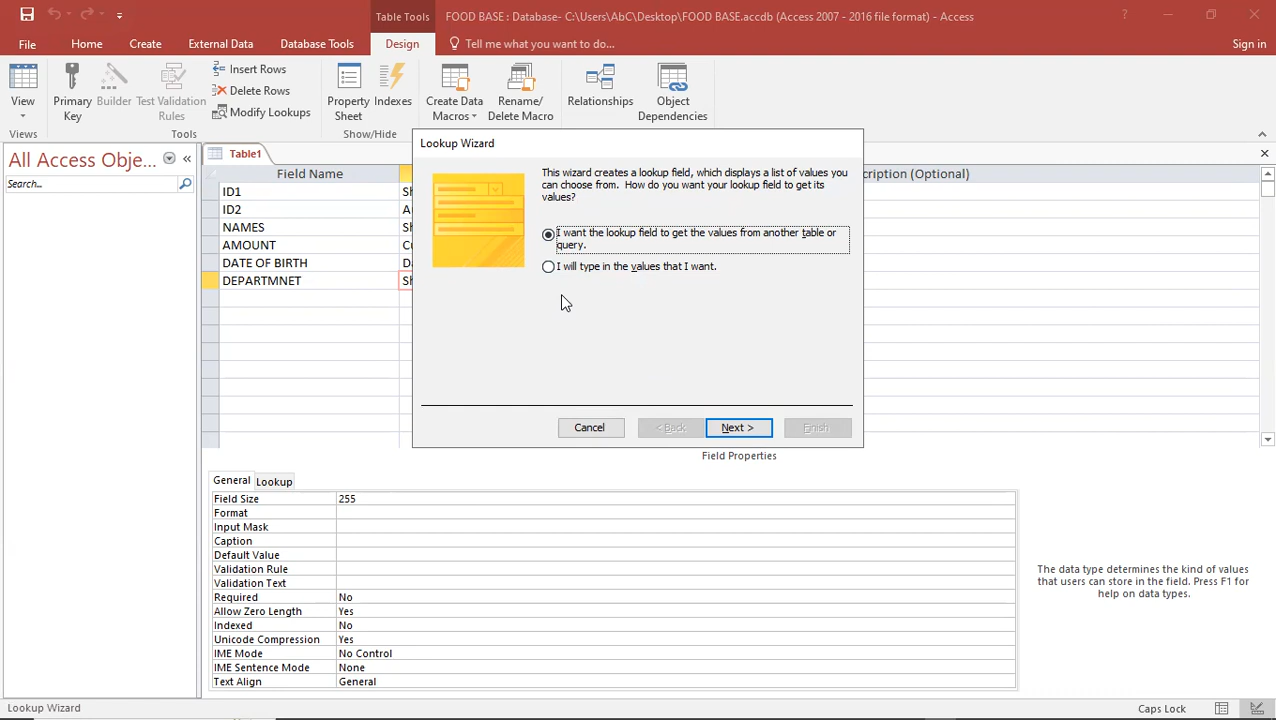 Table Tools
FOOD BASE : Database- C:\Users\AbC\Desktop\FOOD BASE.accdb (Access 2007 - 2016 file format) - Access
?
File
Home
Create
External Data
Database Tools
Design
Tell me what you want to do...
Sign in
View
Primary
Key
Builder
Test Validation
Rules
Insert Rows
Delete Rows
Modify Lookups
Property
Sheet
Indexes
Create Data
Macros
Rename/
Delete Macro
Relationships
Object
Dependencies
Views
Tools
Show/Hide
All Access Obje...
Search...
Table1
Field Name
cription (Optional)
ID1
ID2
NAMES
AMOUNT
DATE OF BIRTH
DEPARTMNET
Lookup Wizard
This wizard creates a lookup field, which displays a list of values you
can choose from. How do you want your lookup field to get its
values?
I want the lookup field to get the values from another table or
query.
I will type in the values that I want.
Cancel
< Back
Next >
Finish
Field Properties
General
Lookup
Field Size 255
Format
Input Mask
Caption
Default Value
Validation Rule
Validation Text
Required No
Allow Zero Length Yes
Indexed No
Unicode Compression Yes
IME Mode No Control
IME Sentence Mode None
Text Align General
The data type determines the kind of values
that users can store in the field. Press F1 for
help on data types.
Lookup Wizard
Caps Lock